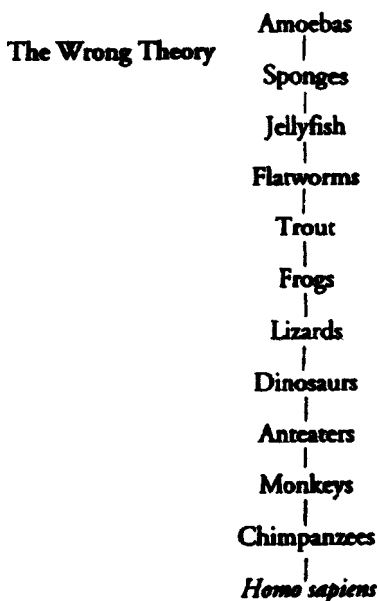 The Wrong Theory
Amoebas
Sponges
Jellyfish
Flatworms
Trout
Frogs
Lizards
Dinosaurs
Anteaters
Monkeys
Chimpanzees
Homo sapiens